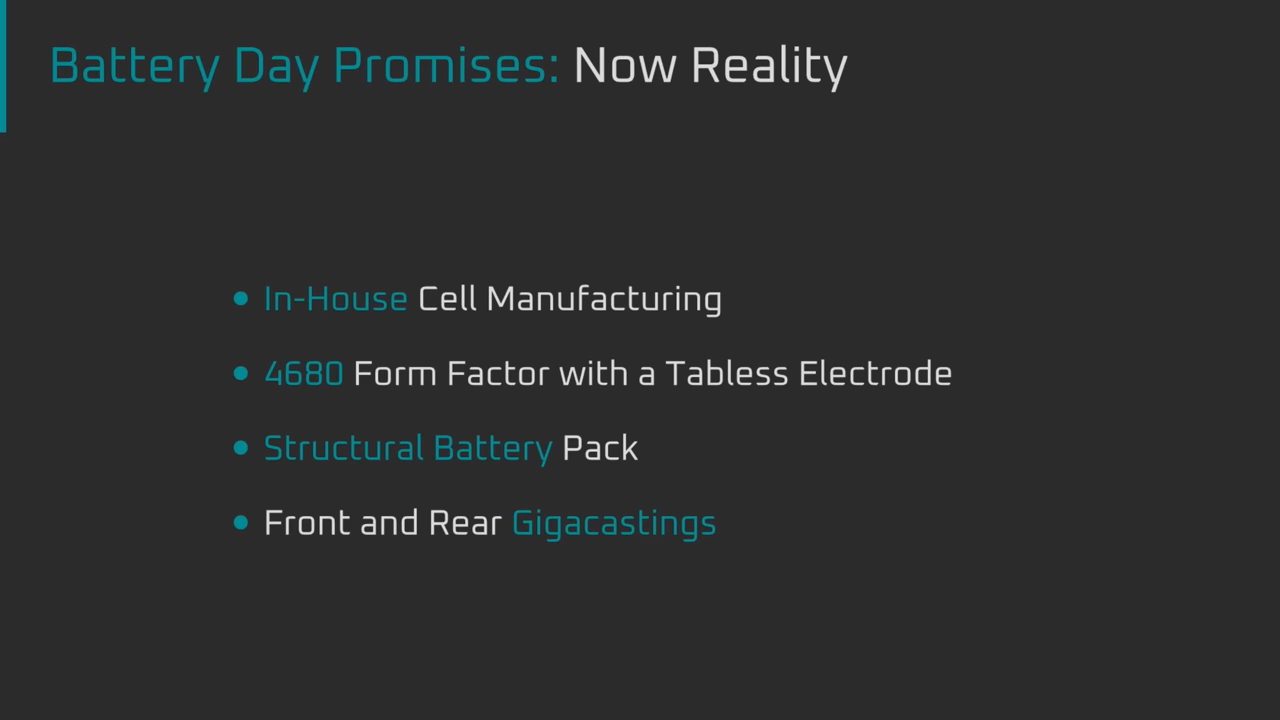 Battery Day Promises: Now Reality
• In-House Cell Manufacturing
• 4680 Form Factor with a Tabless Electrode
• Structural Battery Pack
• Front and Rear Gigacastings